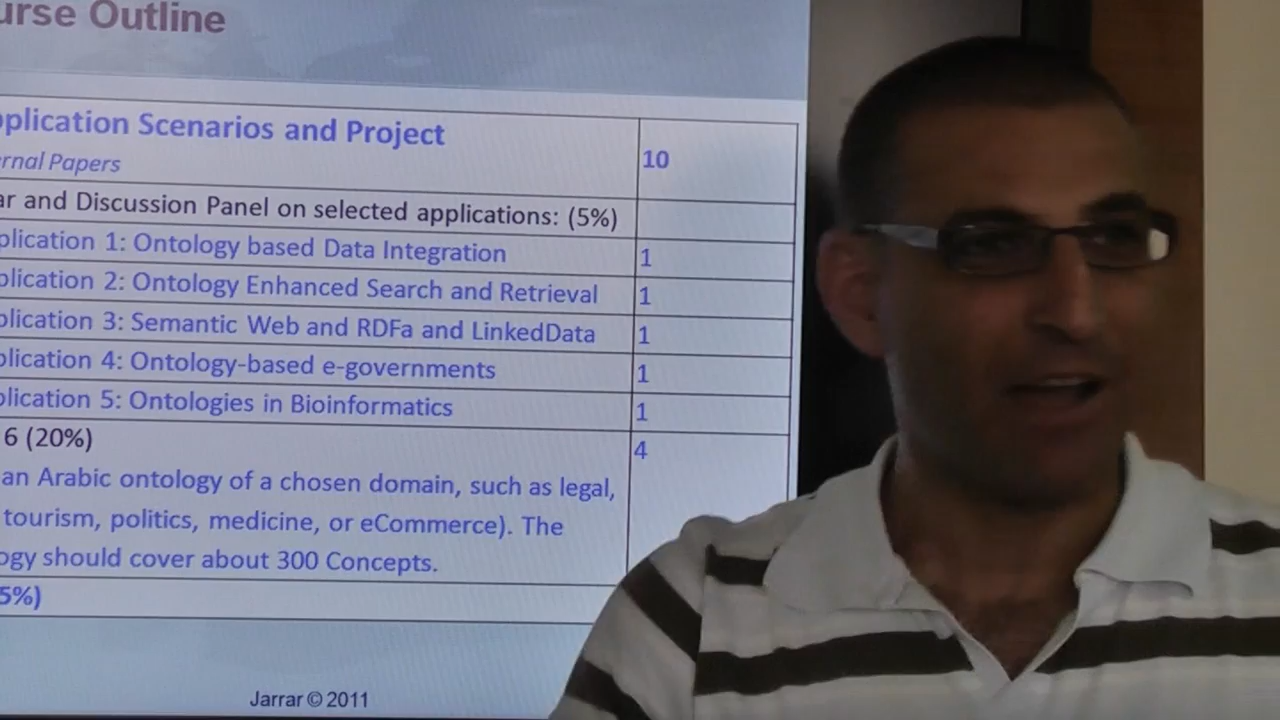 urse Outline
pplication Scenarios and Project
10
ernal Papers
ar and Discussion Panel on selected applications: (5%)
plication 1: Ontology based Data Integration
1
plication 2: Ontology Enhanced Search and Retrieval
1
plication 3: Semantic Web and RDFa and LinkedData
1
plication 4: Ontology-based e-governments
1
plication 5: Ontologies in Bioinformatics
1
6 (20%)
4
an Arabic ontology of a chosen domain, such as legal,
tourism, politics, medicine, or eCommerce). The
ogy should cover about 300 Concepts.
5%)
Jarrar © 2011